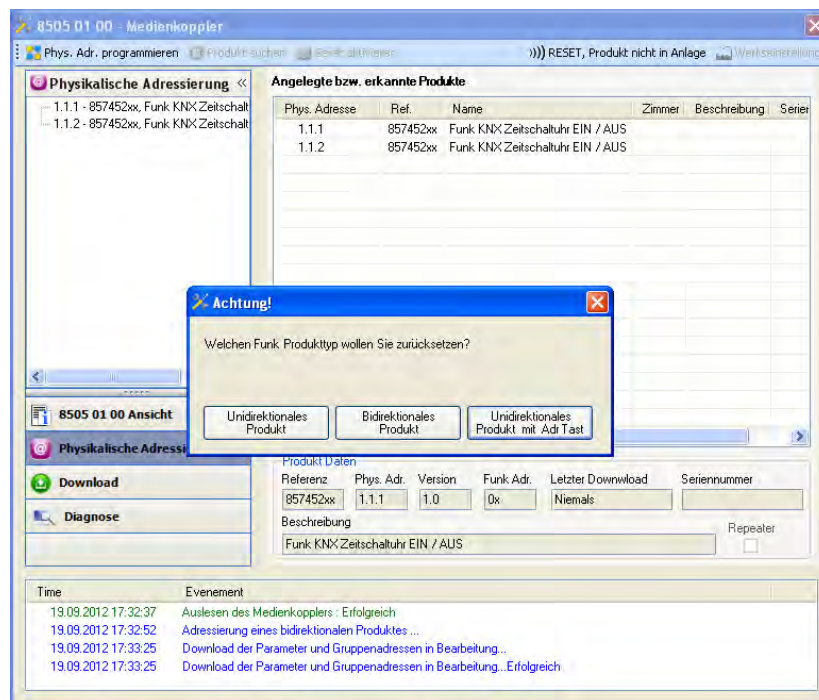 8505 01 00 - Medienkoppler
Phys. Adr. programmieren Produkt suchen Gerät aktivieren )))) RESET, Produkt nicht in Anlage Werkseinstellung
Physikalische Adressierung «
1.1.1 - 857452xx, Funk KNX Zeitschalt
1.1.2 - 857452xx, Funk KNX Zeitschalt
Angelegte bzw. erkannte Produkte
Phys. Adresse Ref. Name Zimmer Beschreibung Serier
1.1.1 857452xx Funk KNX Zeitschaltuhr EIN / AUS
1.1.2 857452xx Funk KNX Zeitschaltuhr EIN / AUS
Achtung!
Welchen Funk Produkttyp wollen Sie zurücksetzen?
Unidirektionales
Produkt
Bidirektionales
Produkt
Unidirektionales
Produkt mit Adr Tast
8505 01 00 Ansicht
Physikalische Adressi
Download
Diagnose
Produkt Daten
Referenz Phys. Adr. Version Funk Adr. Letzter Downwload Seriennummer
857452xx 1.1.1 1.0 0x Niemals
Beschreibung
Repeater
Funk KNX Zeitschaltuhr EIN / AUS
Time Evenement
19.09.2012 17:32:37 Auslesen des Medienkopplers : Erfolgreich
19.09.2012 17:32:52 Adressierung eines bidirektionalen Produktes ...
19.09.2012 17:33:25 Download der Parameter und Gruppenadressen in Bearbeitung...
19.09.2012 17:33:25 Download der Parameter und Gruppenadressen in Bearbeitung...Erfolgreich